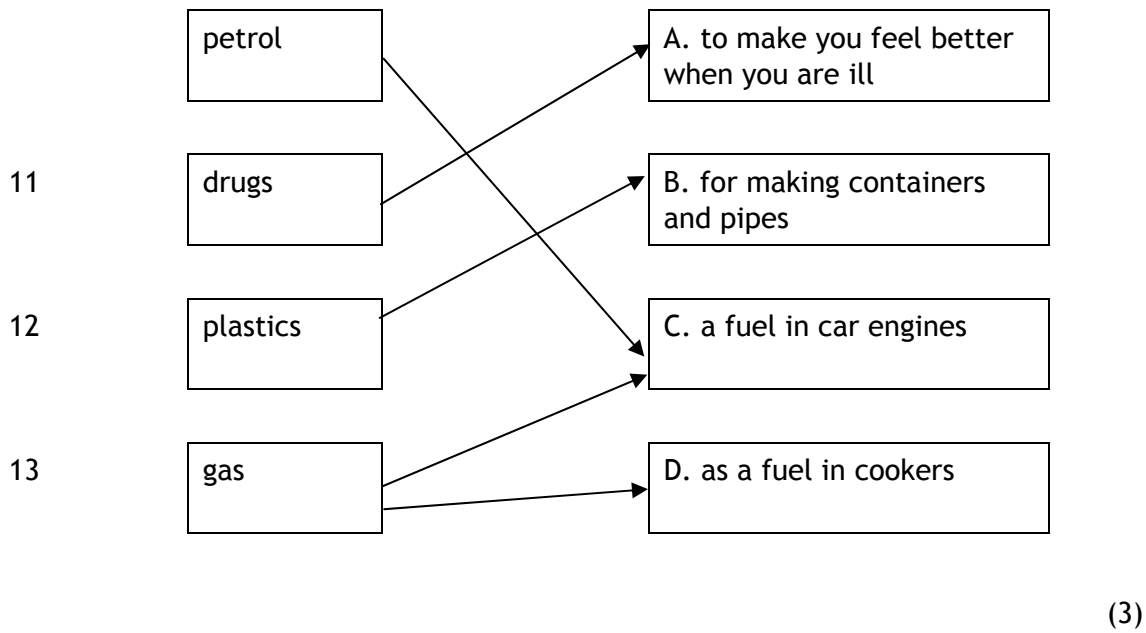 petrol
A. to make you feel better
when you are ill
11
drugs
B. for making containers
and pipes
12
plastics
C. a fuel in car engines
13
gas
D. as a fuel in cookers
(3)